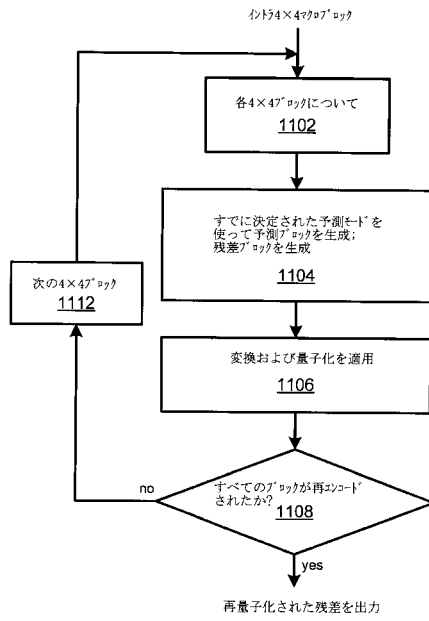 イントラ4×4マクロブロック
各4×4ブロックについて
1102
すでに決定された予測モードを
使って予測ブロックを生成;
残差ブロックを生成
1104
次の4×4ブロック
1112
変換および量子化を適用
1106
no
すべてのブロックが再エンコード
されたか?
1108
yes
再量子化された残差を出力